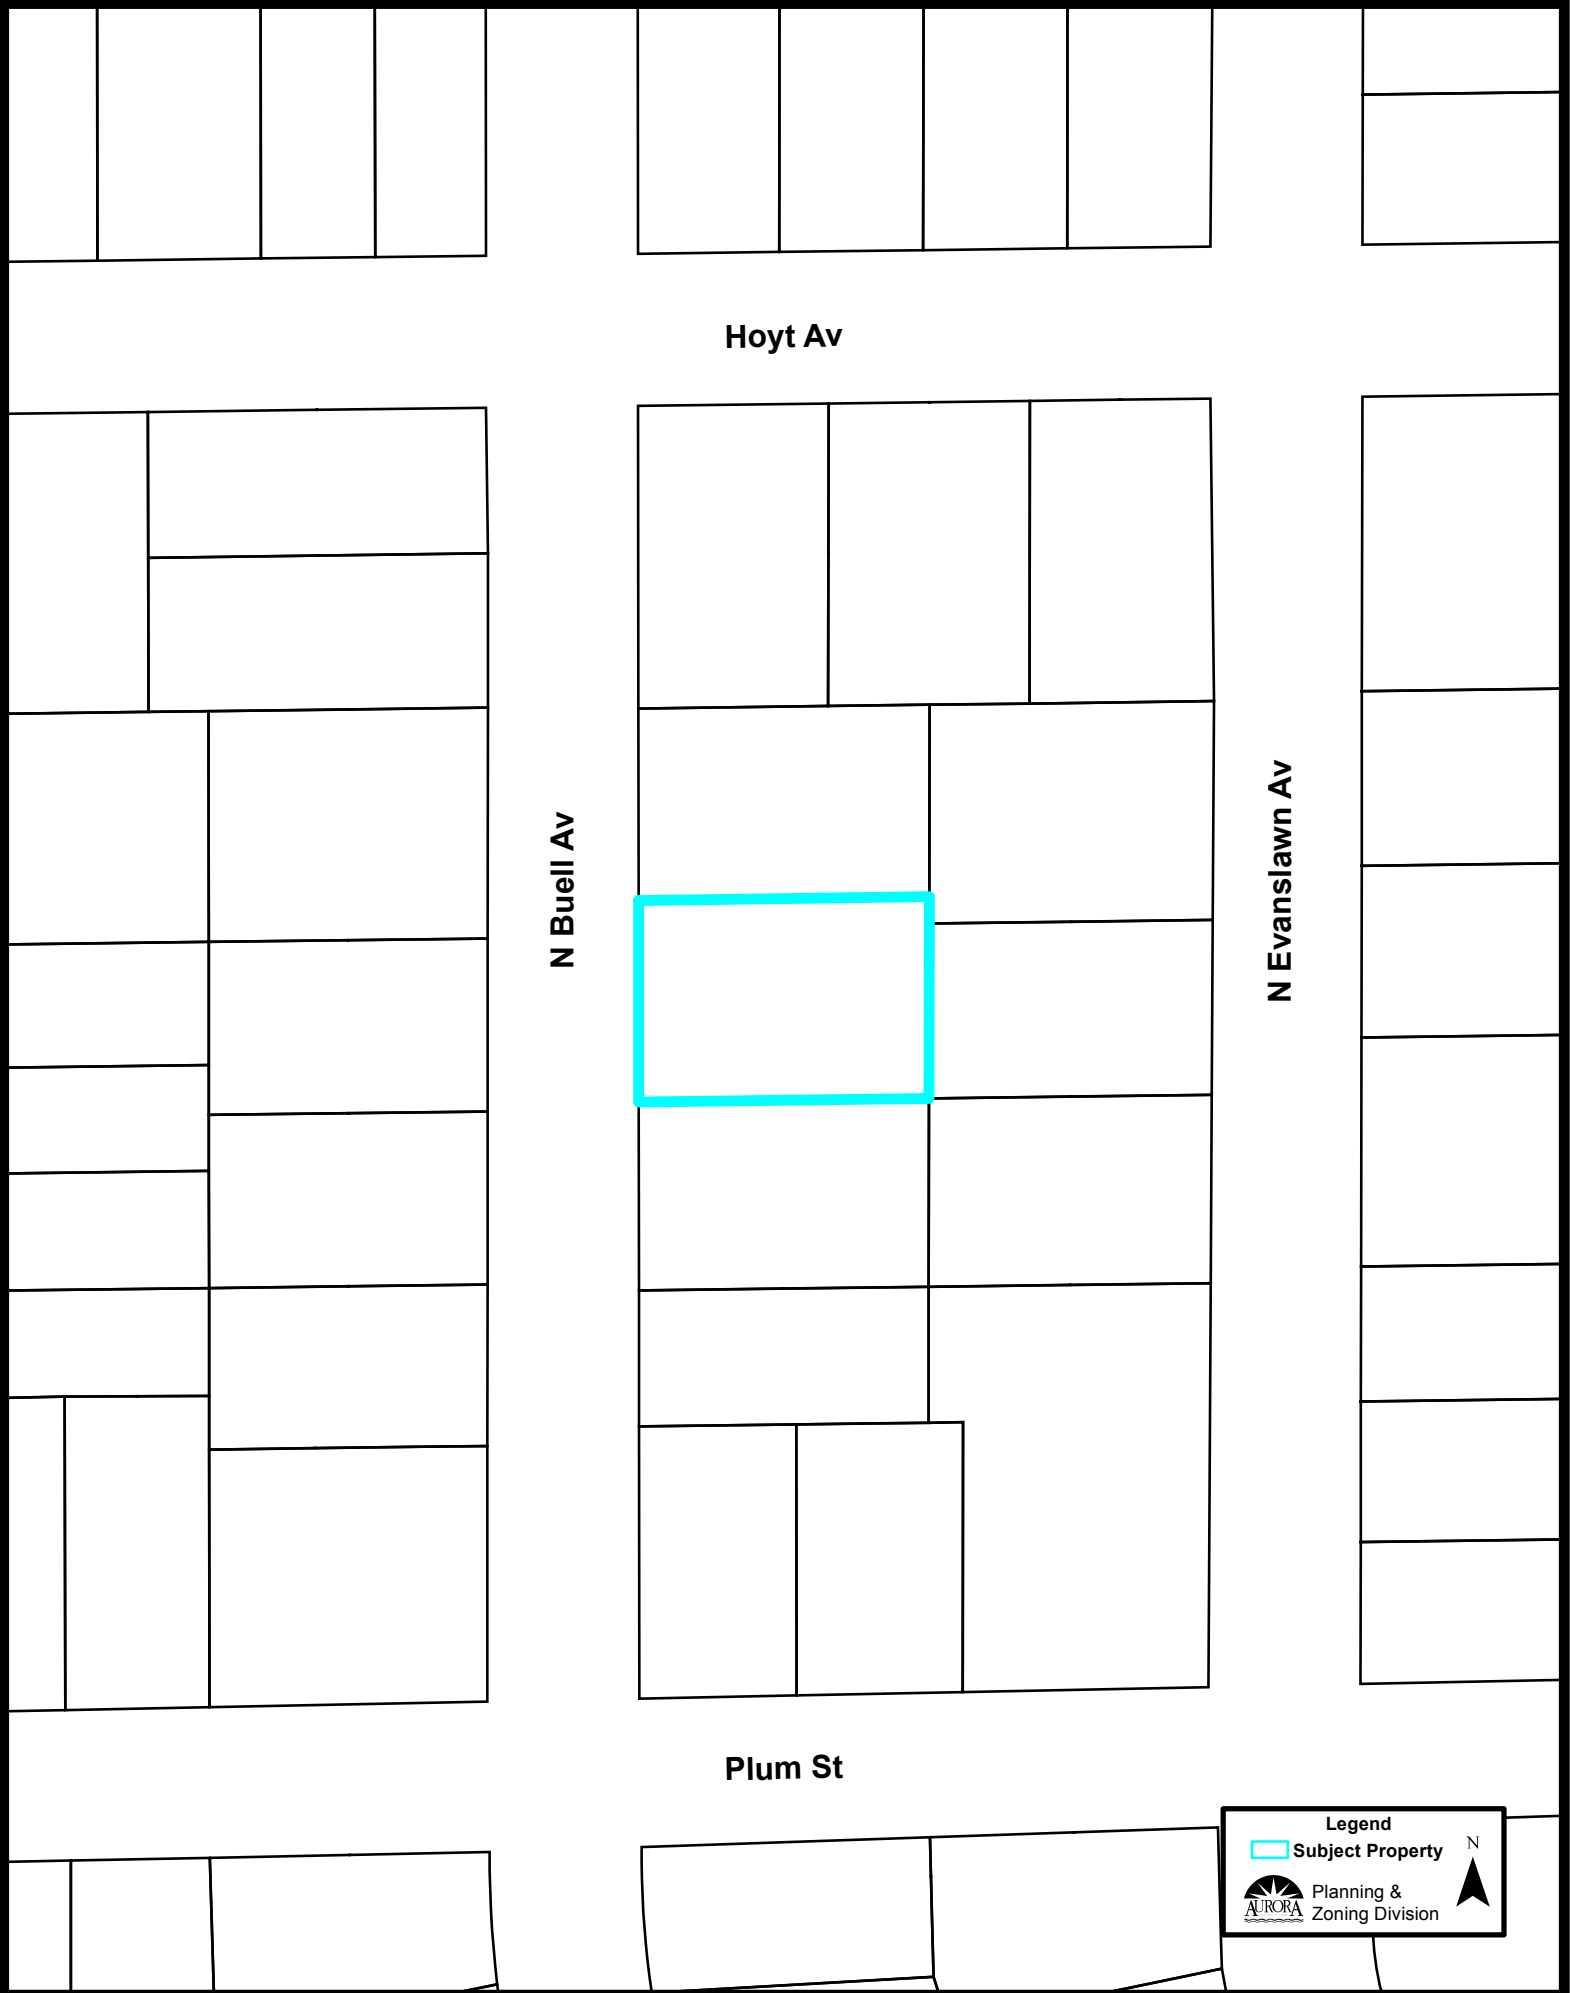 Hoyt Av
N Buell Av
N Evanslawn Av
Plum St
Legend
Subject Property
N
AURORA
Planning &
Zoning Division